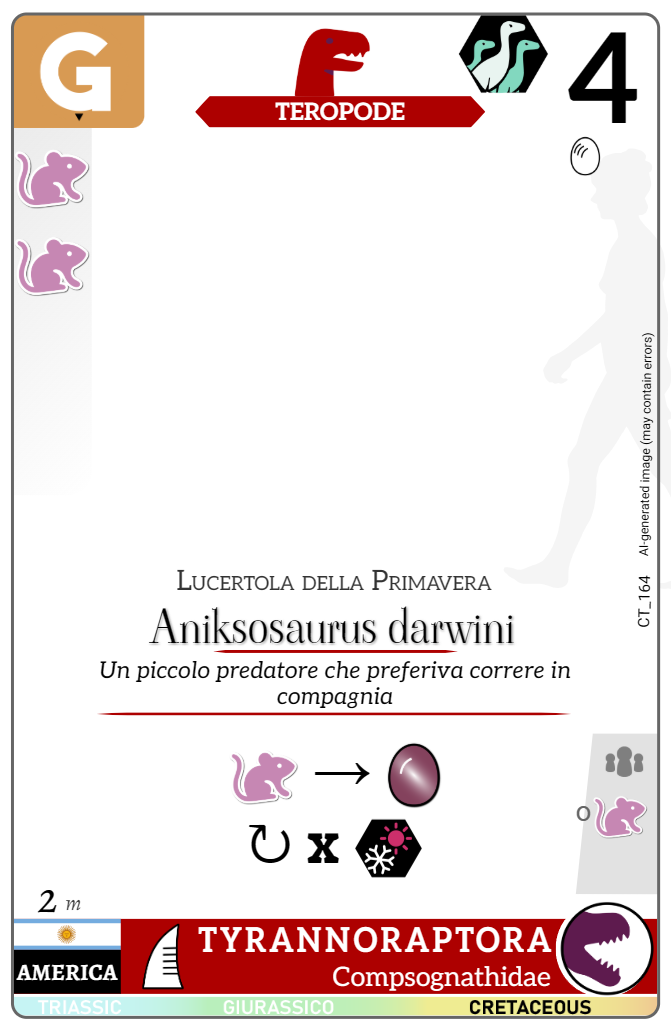 G
TEROPODE
4
AI-generated image (may contain errors)
CT_164
Lucertola della Primavera
Aniksosaurus darwini
Un piccolo predatore che preferiva correre in
compagnia
x
o
2 m
AMERICA
TYRANNORAPTORA
Compsognathidae
TRIASSIC GIURASSICO CRETACEOUS